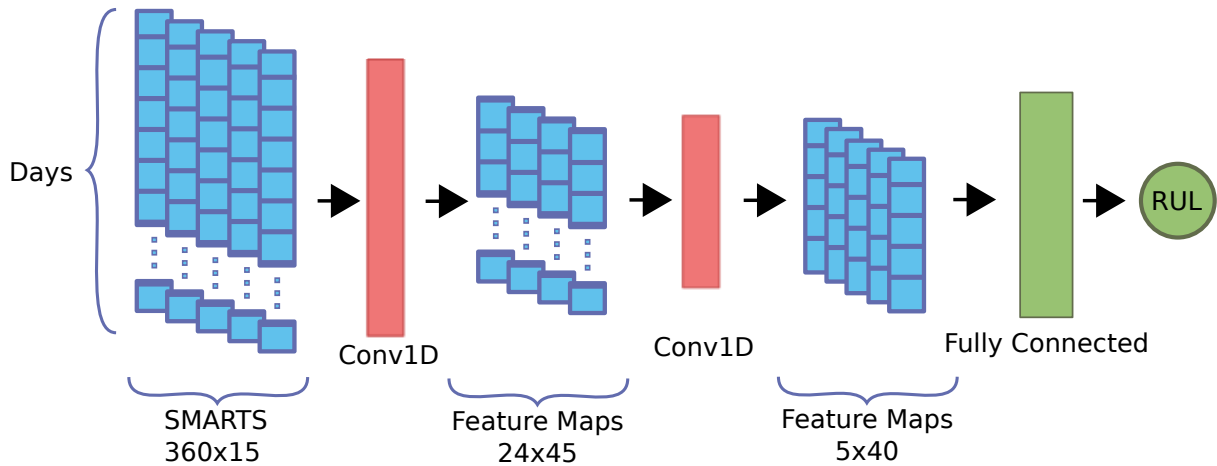 Days
RUL
Conv1D
Conv1D
Fully Connected
SMARTS
360x15
Feature Maps
24x45
Feature Maps
5x40